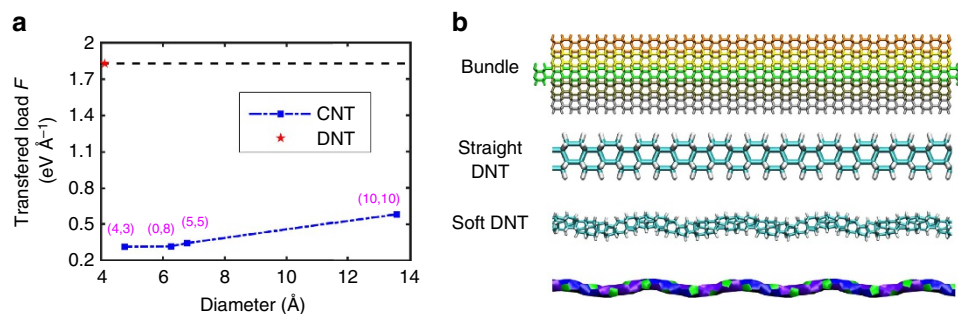 a
2
1.7
1.4
1.1
0.8
0.5
0.2
Transferred load F
(eV Å⁻¹)
CNT
DNT
(4,3)
(0,8)
(5,5)
(10,10)
4
6
8
10
12
14
Diameter (Å)
b
Bundle
Straight
DNT
Soft DNT